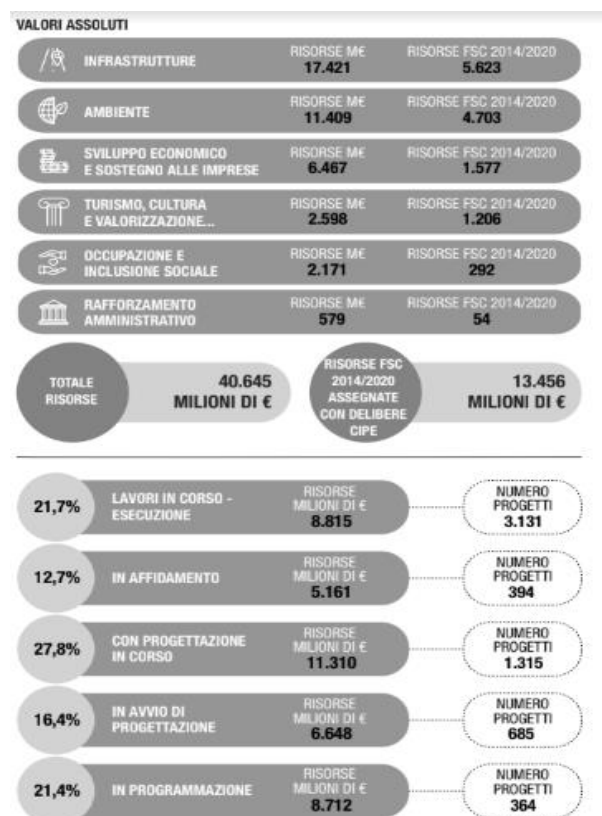 VALORI ASSOLUTI
INFRASTRUTTURE
RISORSE M€
17.421
RISORSE FSC 2014/2020
5.623
AMBIENTE
RISORSE M€
11.409
RISORSE FSC 2014/2020
4.703
SVILUPPO ECONOMICO
E SOSTEGNO ALLE IMPRESE
RISORSE M€
6.467
RISORSE FSC 2014/2020
1.577
TURISMO, CULTURA
E VALORIZZAZIONE...
RISORSE M€
2.598
RISORSE FSC 2014/2020
1.206
OCCUPAZIONE E
INCLUSIONE SOCIALE
RISORSE M€
2.171
RISORSE FSC 2014/2020
292
RAFFORZAMENTO
AMMINISTRATIVO
RISORSE M€
579
RISORSE FSC 2014/2020
54
TOTALE
RISORSE
40.645
MILIONI DI €
RISORSE FSC
2014/2020
ASSEGNATE
CON DELIBERE
CIPE
13.456
MILIONI DI €
21,7%
LAVORI IN CORSO -
ESECUZIONE
RISORSE
MILIONI DI €
8.815
NUMERO
PROGETTI
3.131
12,7%
IN AFFIDAMENTO
RISORSE
MILIONI DI €
5.161
NUMERO
PROGETTI
394
27,8%
CON PROGETTAZIONE
IN CORSO
RISORSE
MILIONI DI €
11.310
NUMERO
PROGETTI
1.315
16,4%
IN AVVIO DI
PROGETTAZIONE
RISORSE
MILIONI DI €
6.648
NUMERO
PROGETTI
685
21,4%
IN PROGRAMMAZIONE
RISORSE
MILIONI DI €
8.712
NUMERO
PROGETTI
364